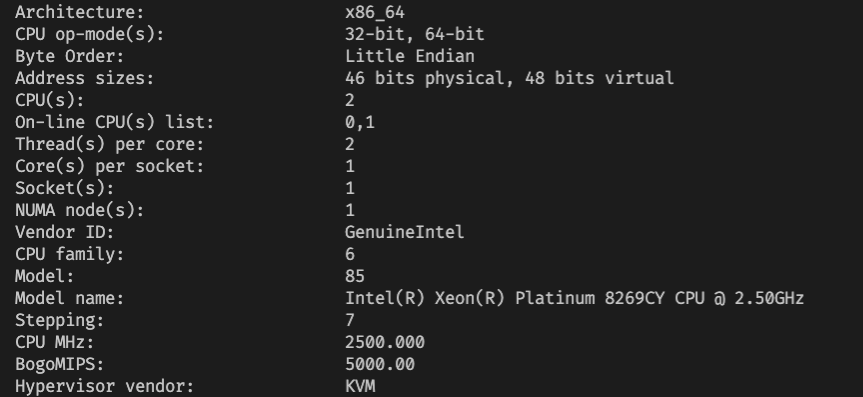 Architecture: x86_64
CPU op-mode(s): 32-bit, 64-bit
Byte Order: Little Endian
Address sizes: 46 bits physical, 48 bits virtual
CPU(s): 2
On-line CPU(s) list: 0,1
Thread(s) per core: 2
Core(s) per socket: 1
Socket(s): 1
NUMA node(s): 1
Vendor ID: GenuineIntel
CPU family: 6
Model: 85
Model name: Intel(R) Xeon(R) Platinum 8269CY CPU @ 2.50GHz
Stepping: 7
CPU MHz: 2500.000
BogoMIPS: 5000.00
Hypervisor vendor: KVM